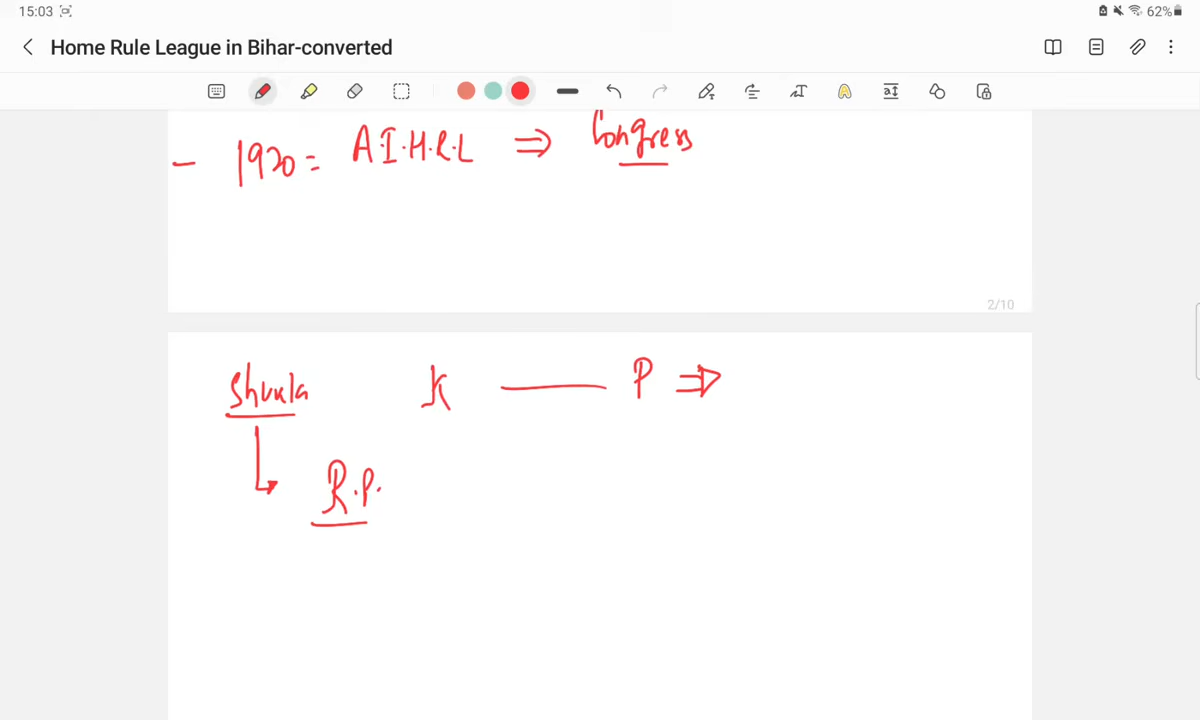 15:03
62%
Home Rule League in Bihar-converted
- 1920 = A.I.H.R.L ⇒ Congress
2/10
Shukla K — P ⇒
R.P.